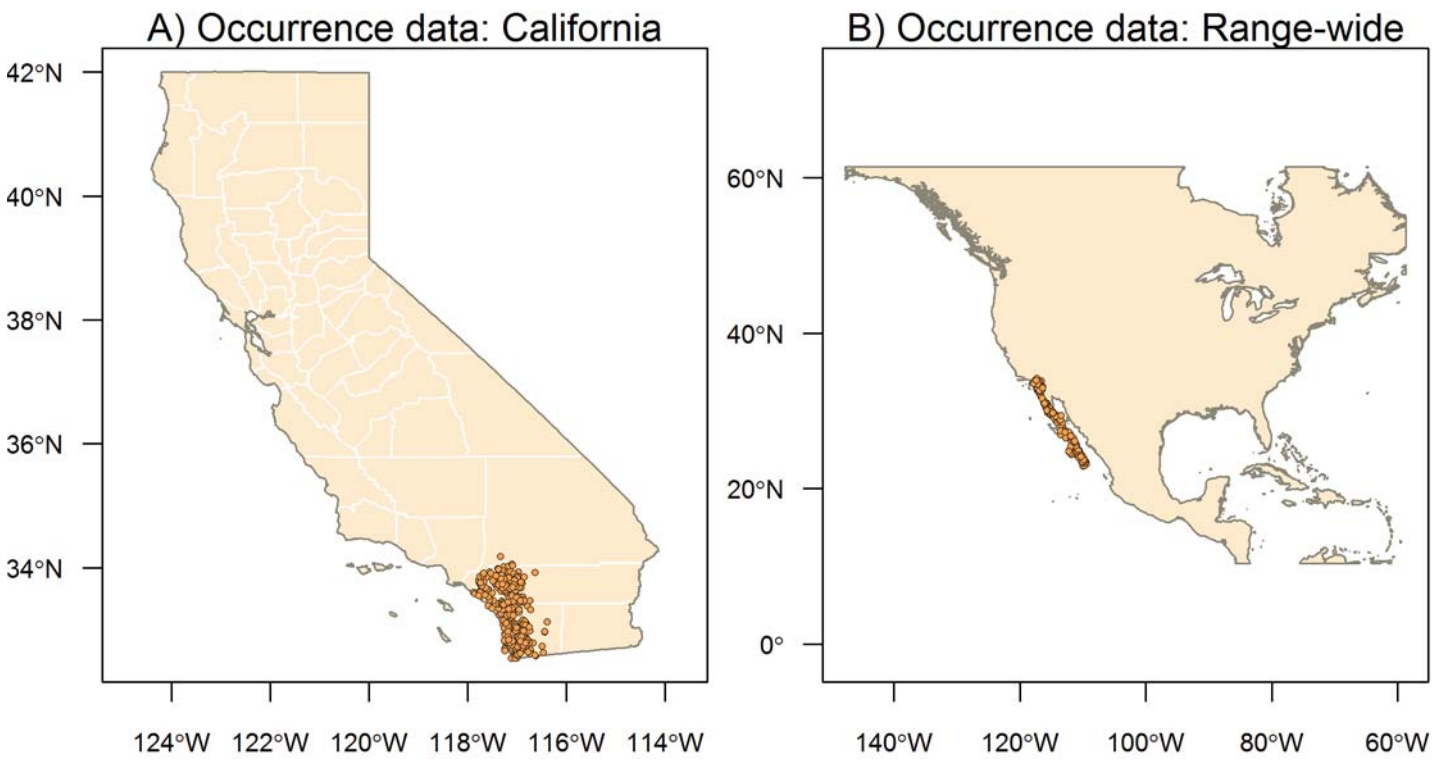 A) Occurrence data: California
42°N
40°N
38°N
36°N
34°N
124°W 122°W 120°W 118°W 116°W 114°W
B) Occurrence data: Range-wide
60°N
40°N
20°N
0°
140°W 120°W 100°W 80°W 60°W